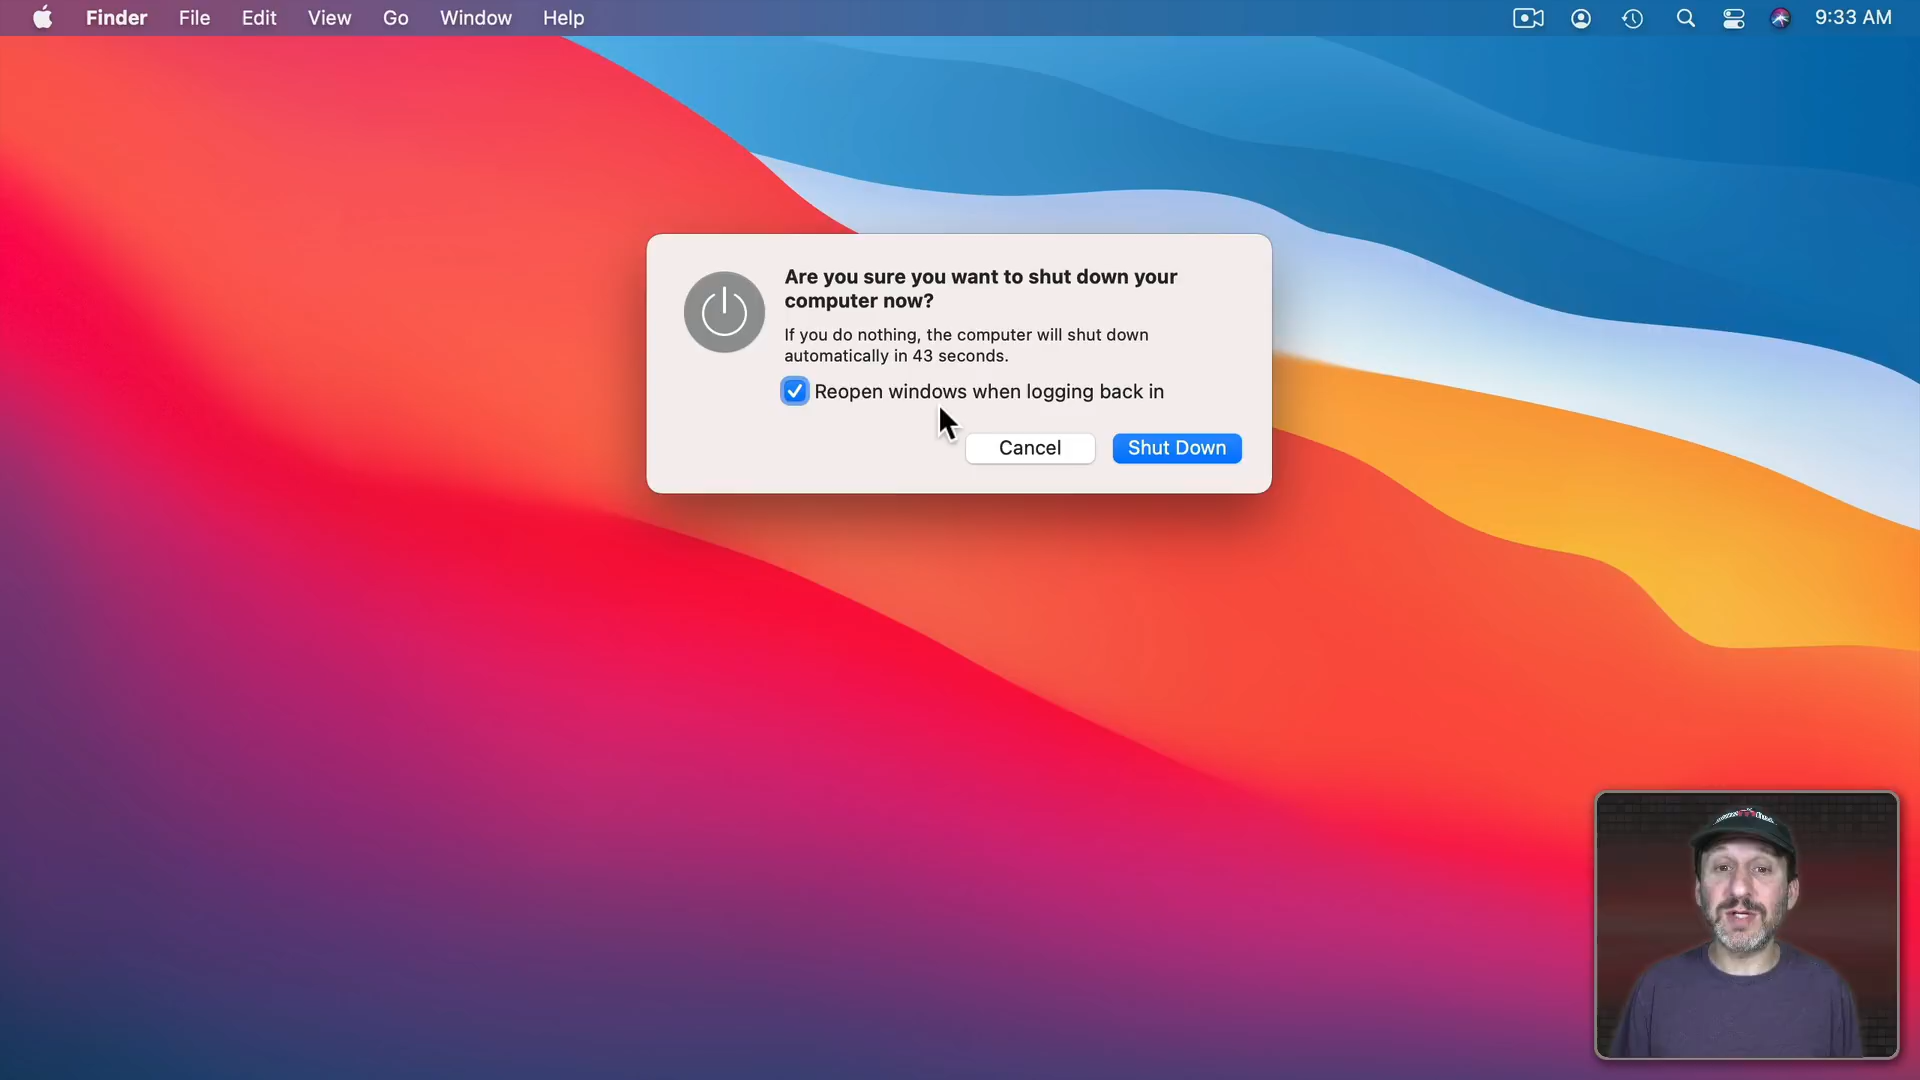 Finder File Edit View Go Window Help 9:33 AM
Are you sure you want to shut down your
computer now?
If you do nothing, the computer will shut down
automatically in 43 seconds.
Reopen windows when logging back in
Cancel Shut Down